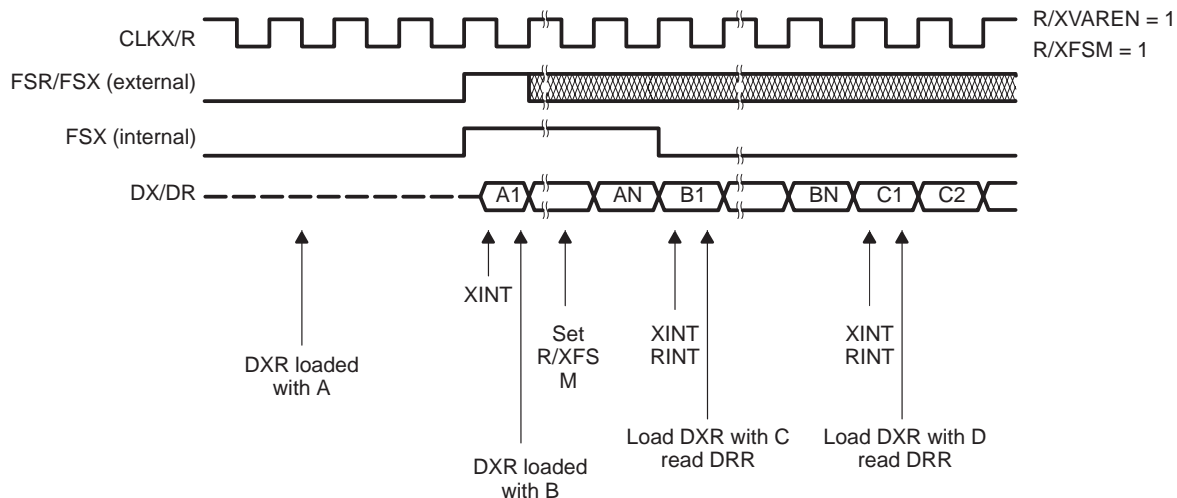 CLKX/R
R/XVAREN = 1
R/XFSM = 1
FSR/FSX (external)
FSX (internal)
DX/DR
A1
AN
B1
BN
C1
C2
XINT
Set
R/XFS
M
XINT
RINT
XINT
RINT
DXR loaded
with A
DXR loaded
with B
Load DXR with C
read DRR
Load DXR with D
read DRR